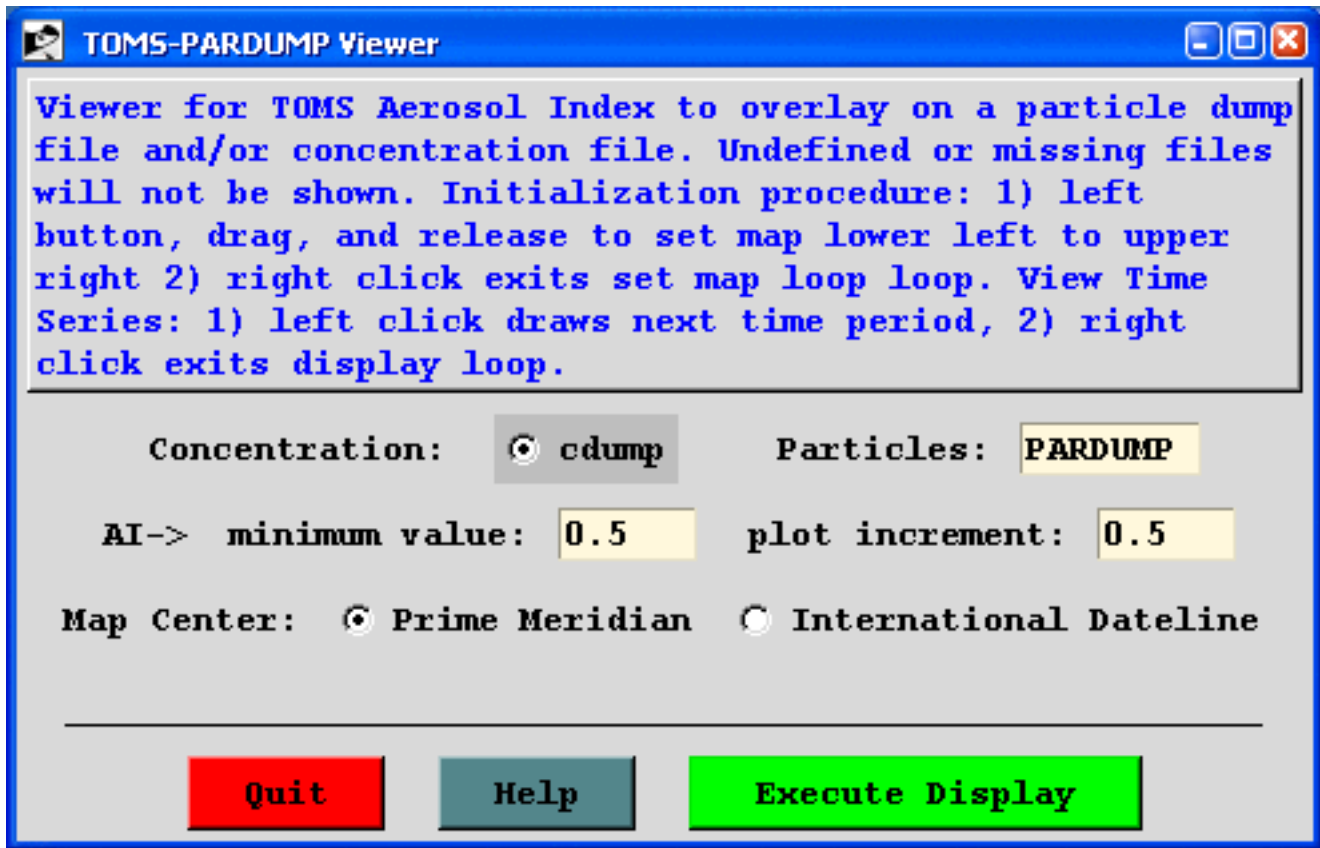 TOMS-PARDUMP Viewer
Viewer for TOMS Aerosol Index to overlay on a particle dump
file and/or concentration file. Undefined or missing files
will not be shown. Initialization procedure: 1) left
button, drag, and release to set map lower left to upper
right 2) right click exits set map loop loop. View Time
Series: 1) left click draws next time period, 2) right
click exits display loop.
Concentration: cdump Particles: PARDUMP
AI-> minimum value: 0.5 plot increment: 0.5
Map Center: Prime Meridian International Dateline
Quit Help Execute Display